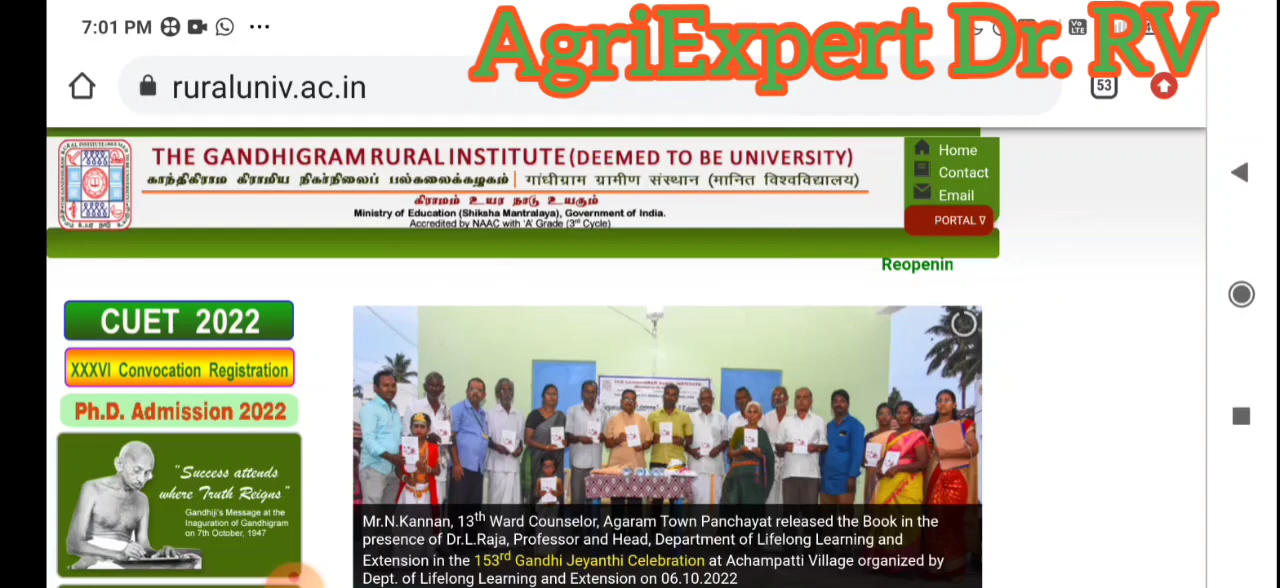 7:01 PM
AgriExpert Dr. RV
ruraluniv.ac.in
53
THE GANDHIGRAM RURAL INSTITUTE (DEEMED TO BE UNIVERSITY)
காந்திகிராம கிராமிய நிகர்நிலைப் பல்கலைக்கழகம் | गांधीग्राम ग्रामीण संस्थान (मानित विश्वविद्यालय)
கிராமம் உயர நாடு உயரும்
Ministry of Education (Shiksha Mantralaya), Government of India.
Accredited by NAAC with 'A' Grade (3rd Cycle)
Home
Contact
Email
PORTAL ∇
Reopenin
CUET 2022
XXXVI Convocation Registration
Ph.D. Admission 2022
"Success attends
where Truth Reigns"
Gandhiji's Message at the
Inaguration of Gandhigram
on 7th October, 1947
THE GANDHIGRAM RURAL INSTITUTE
Mr.N.Kannan, 13th Ward Counselor, Agaram Town Panchayat released the Book in the
presence of Dr.L.Raja, Professor and Head, Department of Lifelong Learning and
Extension in the 153rd Gandhi Jeyanthi Celebration at Achampatti Village organized by
Dept. of Lifelong Learning and Extension on 06.10.2022